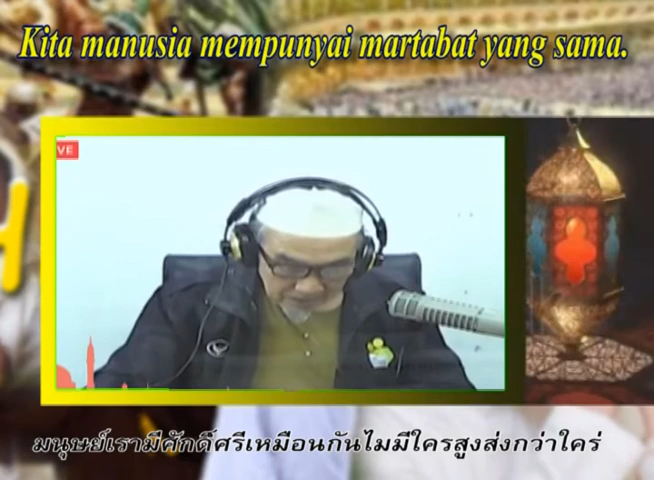 Kita manusia mempunyai martabat yang sama.
VE
มนุษย์เรามีศักดิ์ศรีเหมือนกันไมมีใครสูงส่งกว่าใคร่